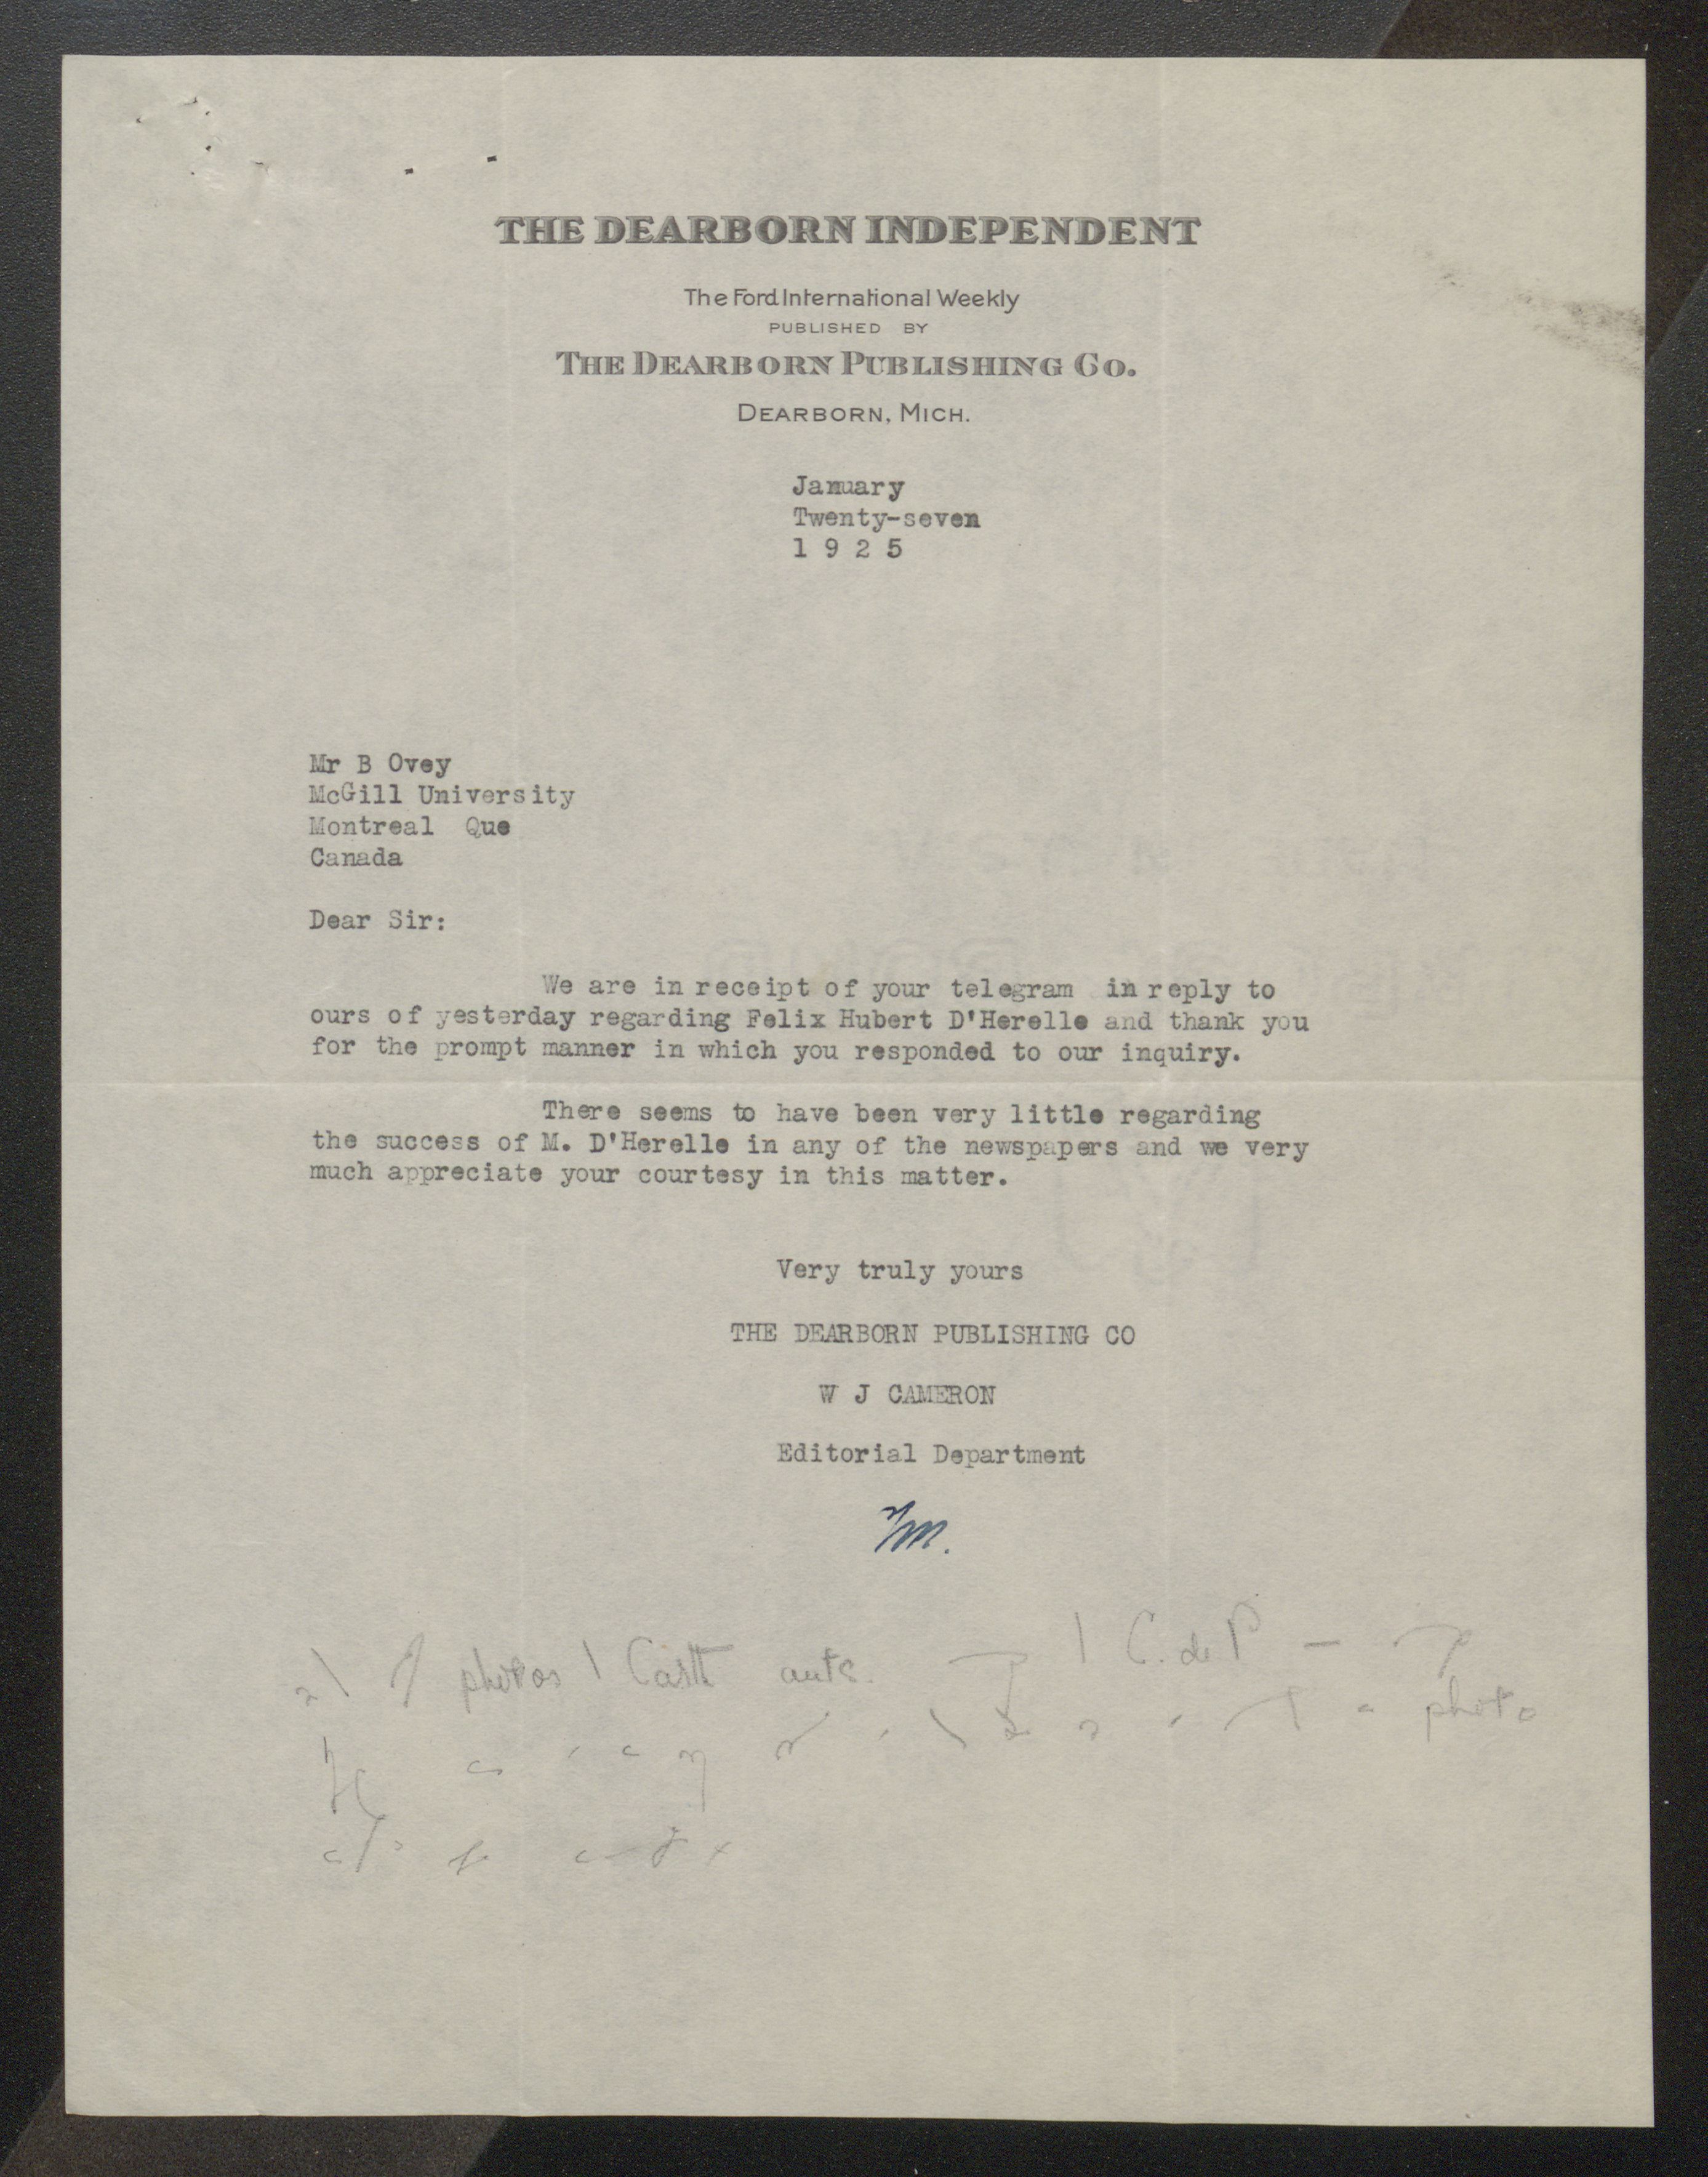 THE DEARBORN INDEPENDENT
The Ford International Weekly
PUBLISHED BY
THE DEARBORN PUBLISHING CO.
DEARBORN, MICH.
January
Twenty-seven
1 9 2 5
Mr B Ovey
McGill University
Montreal Que
Canada
Dear Sir:
We are in receipt of your telegram in reply to
ours of yesterday regarding Felix Hubert D'Herelle and thank you
for the prompt manner in which you responded to our inquiry.
There seems to have been very little regarding
the success of M. D'Herelle in any of the newspapers and we very
much appreciate your courtesy in this matter.
Very truly yours
THE DEARBORN PUBLISHING CO
W J CAMERON
Editorial Department
photos C. de P
photo